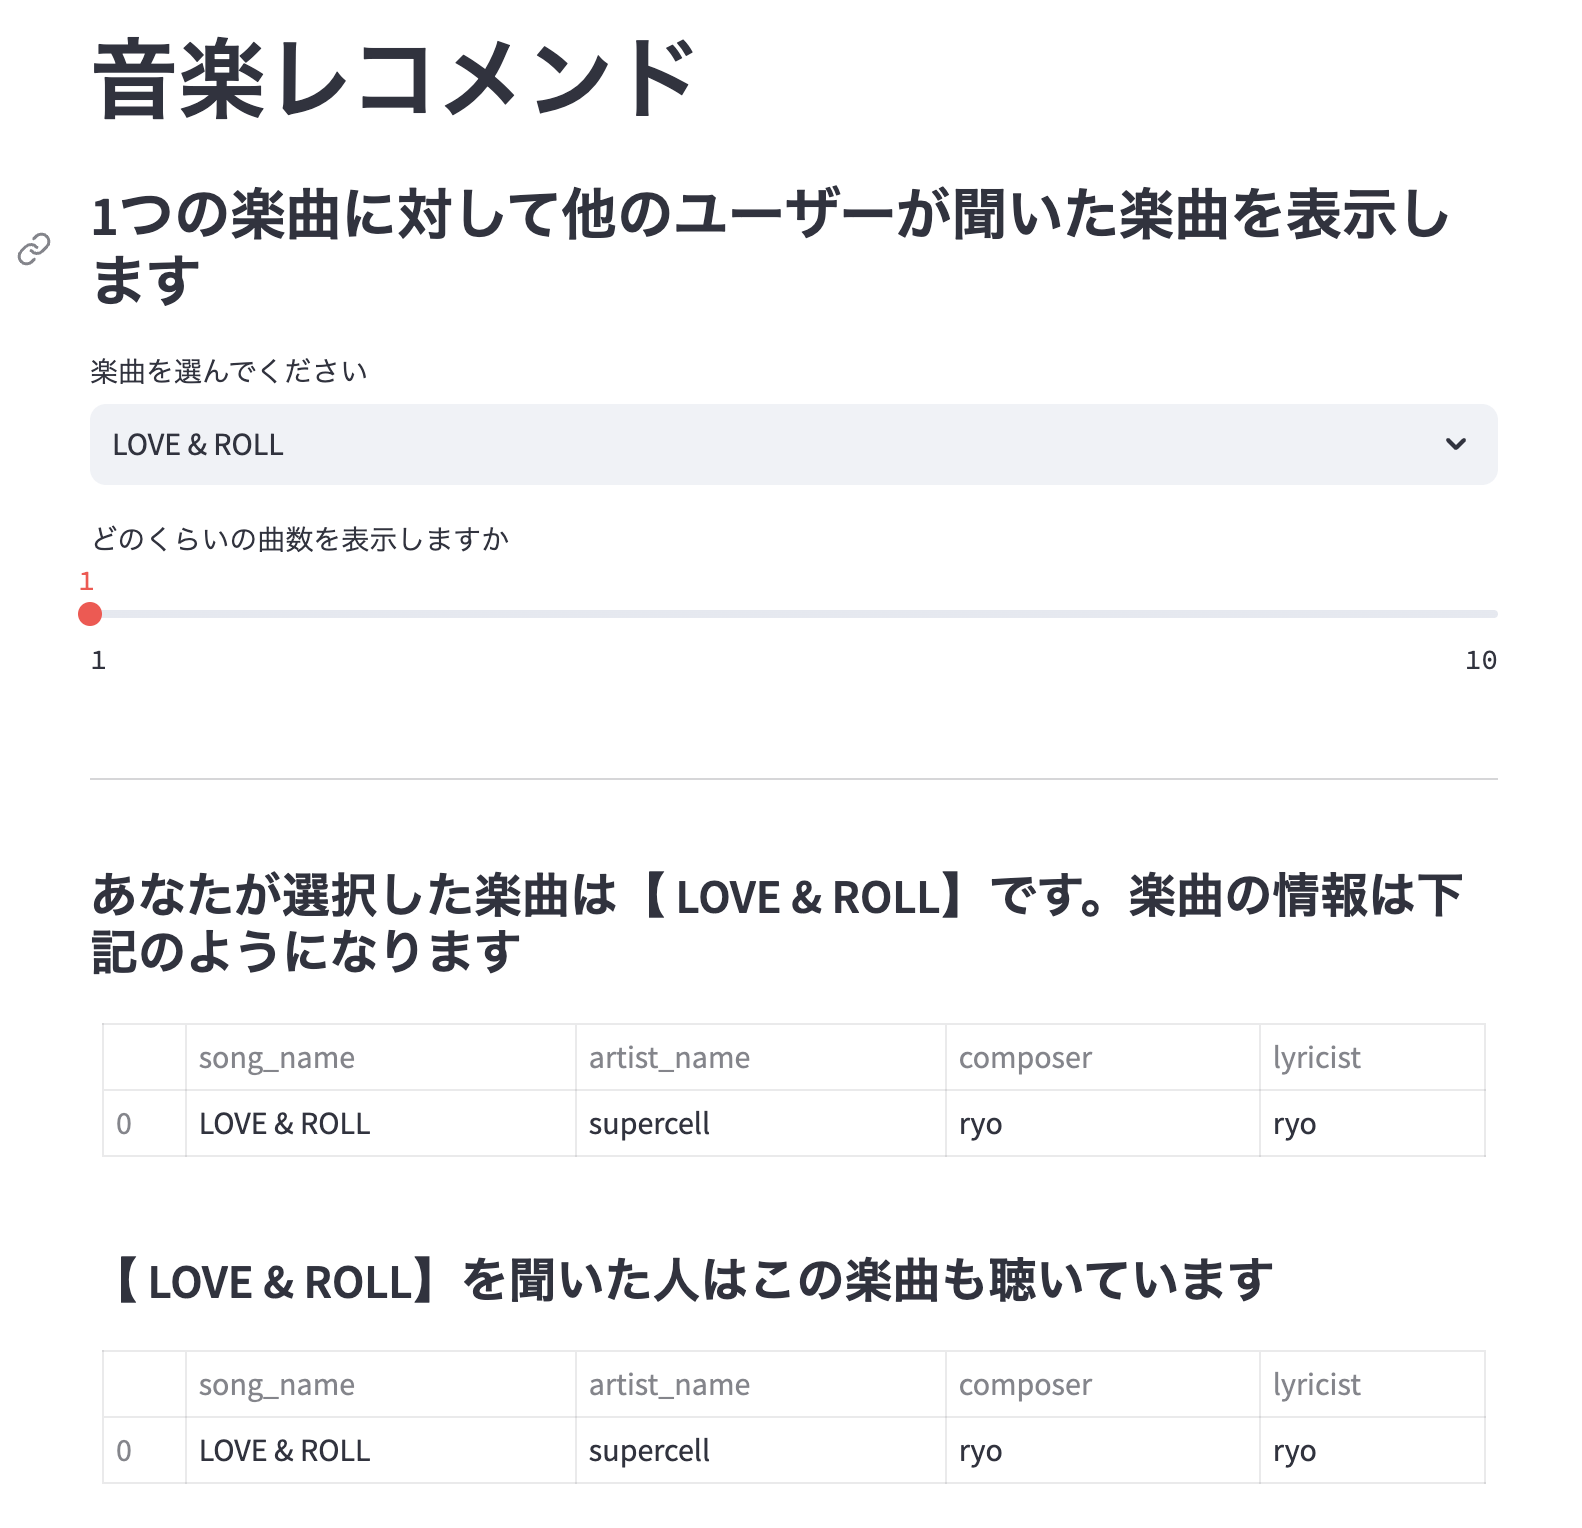 音楽レコメンド
1つの楽曲に対して他のユーザーが聞いた楽曲を表示し
ます
楽曲を選んでください
LOVE & ROLL
どのくらいの曲数を表示しますか
1
1 10
あなたが選択した楽曲は【 LOVE & ROLL】です。楽曲の情報は下
記のようになります
song_name artist_name composer lyricist
0 LOVE & ROLL supercell ryo ryo
【 LOVE & ROLL】を聞いた人はこの楽曲も聴いています
song_name artist_name composer lyricist
0 LOVE & ROLL supercell ryo ryo